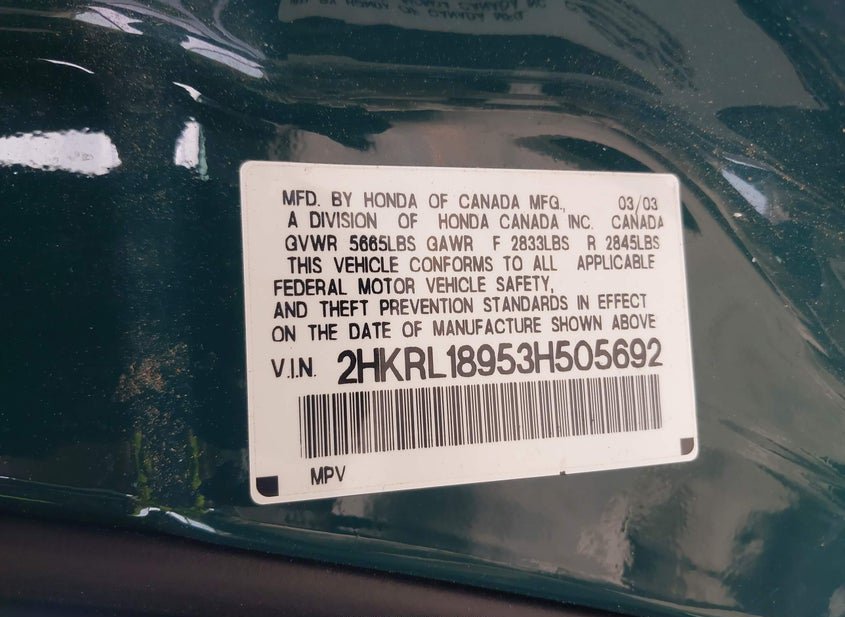 MFD. BY HONDA OF CANADA MFG., 03/03
A DIVISION OF HONDA CANADA INC. CANADA
GVWR 5665LBS GAWR F 2833LBS R 2845LBS
THIS VEHICLE CONFORMS TO ALL APPLICABLE
FEDERAL MOTOR VEHICLE SAFETY,
AND THEFT PREVENTION STANDARDS IN EFFECT
ON THE DATE OF MANUFACTURE SHOWN ABOVE
V.I.N. 2HKRL18953H505692
MPV